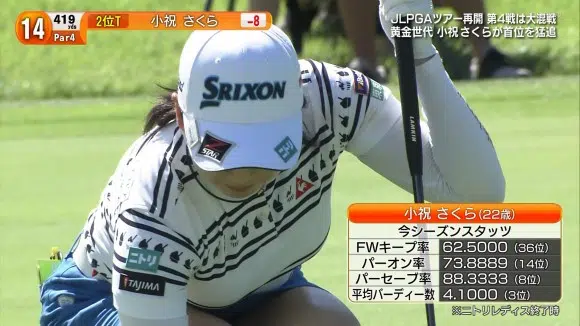 14 419 yds Par4 2位T 小祝 さくら -8
JLPGAツアー再開 第4戦は大混戦
黄金世代 小祝さくらが首位を猛追
SRIXON
Z STAR
ニトリ
ニトリ
TAJIMA
LAMKIN
小祝 さくら(22歳)
今シーズンスタッツ
FWキープ率 62.5000(36位)
パーオン率 73.8889(14位)
パーセーブ率 88.3333(8位)
平均バーディー数 4.1000(3位)
※ニトリレディス終了時